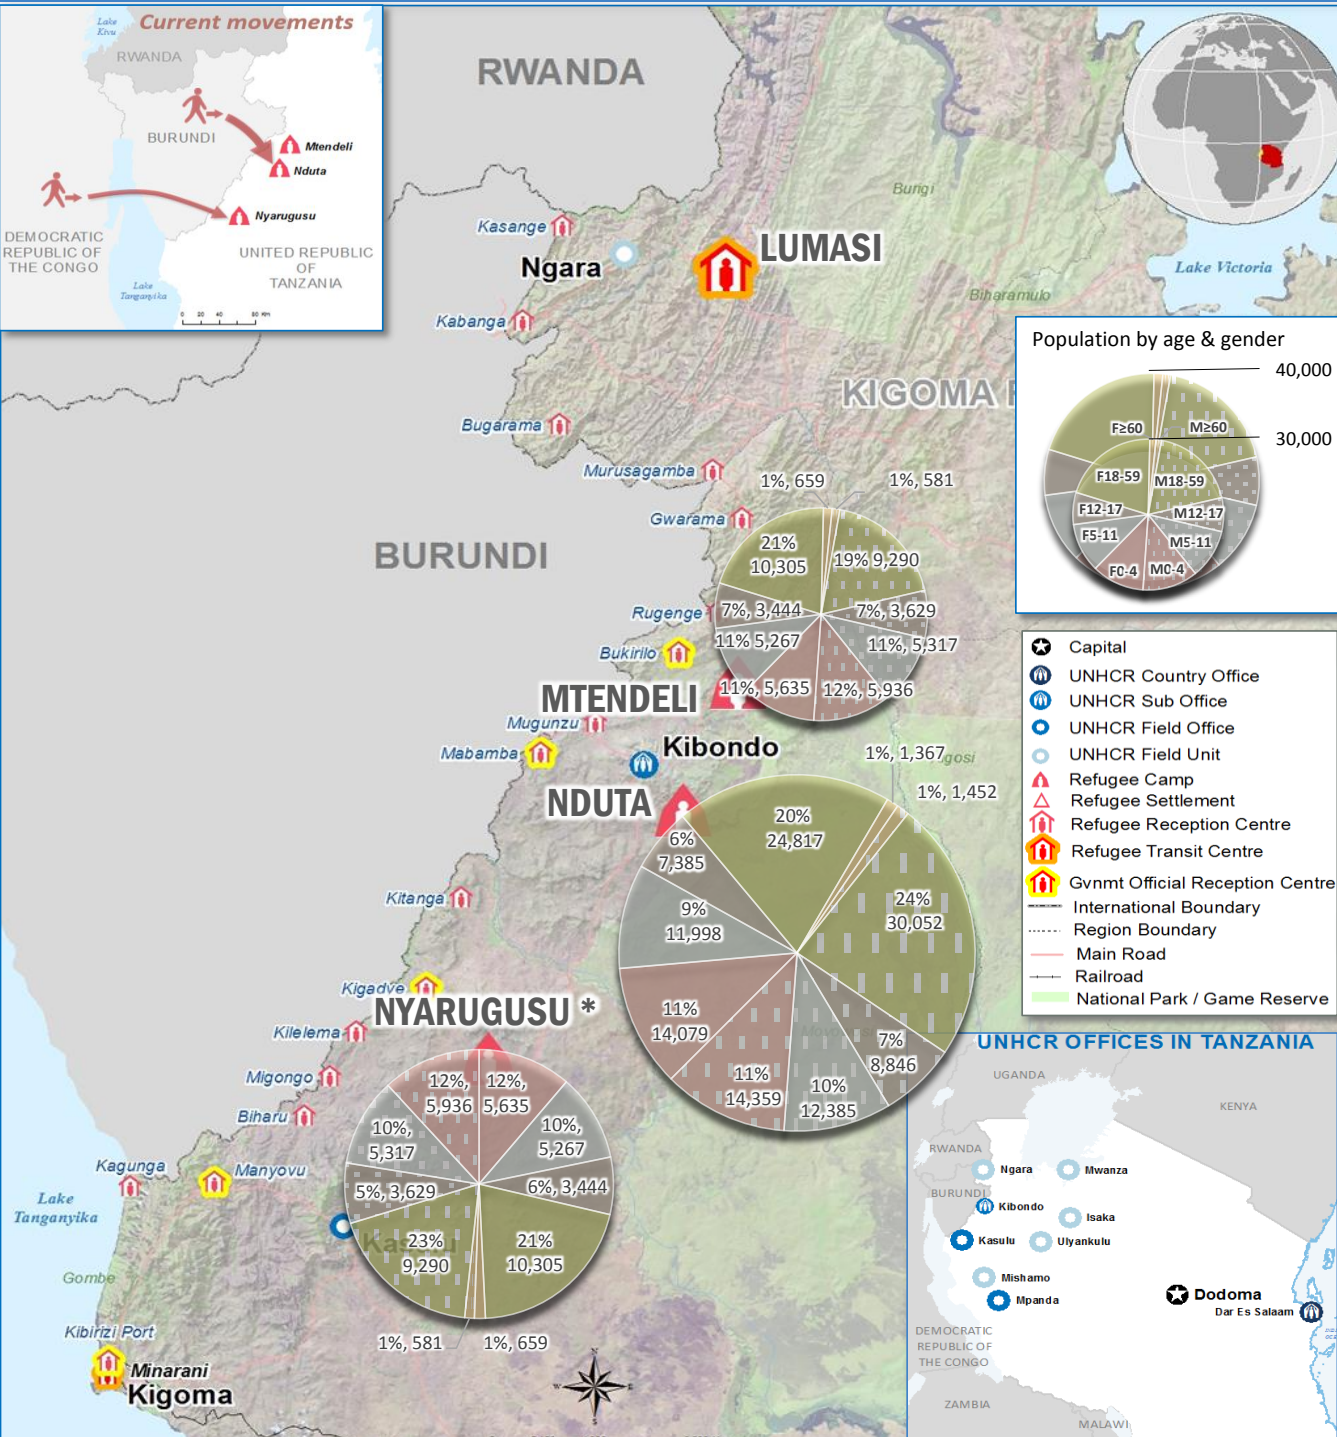 Current movements
Lake
Kivu
RWANDA
BURUNDI
Mtendeli
Nduta
Nyarugusu
DEMOCRATIC
REPUBLIC OF
THE CONGO
UNITED REPUBLIC
OF
TANZANIA
Lake
Tanganyika
0 20 40 80 Km
RWANDA
Burigi
Kasange
Ngara
LUMASI
Lake Victoria
Biharamulo
Kabanga
Population by age & gender
40,000
30,000
F≥60
M≥60
F18-59
M18-59
F12-17
M12-17
F5-11
M5-11
F0-4
M0-4
KIGOMA
Bugarama
Murusagamba
1%, 659
1%, 581
Gwarama
BURUNDI
21%
10,305
19% 9,290
7%, 3,444
7%, 3,629
11% 5,267
11%, 5,317
11%, 5,635
12%, 5,936
Rugenge
Bukirilo
MTENDELI
Mugunzu
Mabamba
Kibondo
NDUTA
1%, 1,367
gosi
1%, 1,452
20%
24,817
6%
7,385
24%
30,052
9%
11,998
11%
14,079
7%
8,846
11%
14,359
10%
12,385
Capital
UNHCR Country Office
UNHCR Sub Office
UNHCR Field Office
UNHCR Field Unit
Refugee Camp
Refugee Settlement
Refugee Reception Centre
Refugee Transit Centre
Gvnmt Official Reception Centre
International Boundary
Region Boundary
Main Road
Railroad
National Park / Game Reserve
Kitanga
Kigadye
NYARUGUSU *
Kilelema
Migongo
Biharu
Kagunga
Manyovu
Lake
Tanganyika
12%,
5,936
12%,
5,635
10%,
5,317
10%,
5,267
5%, 3,629
6%, 3,444
23%
9,290
21%
10,305
Kasulu
1%, 581
1%, 659
Gombe
Kibirizi Port
Minarani
Kigoma
N
W
E
S
UNHCR OFFICES IN TANZANIA
UGANDA
KENYA
RWANDA
Ngara
Mwanza
BURUNDI
Kibondo
Isaka
Kasulu
Ulyankulu
Mishamo
Mpanda
Dodoma
Dar Es Salaam
DEMOCRATIC
REPUBLIC OF
THE CONGO
ZAMBIA
MALAWI